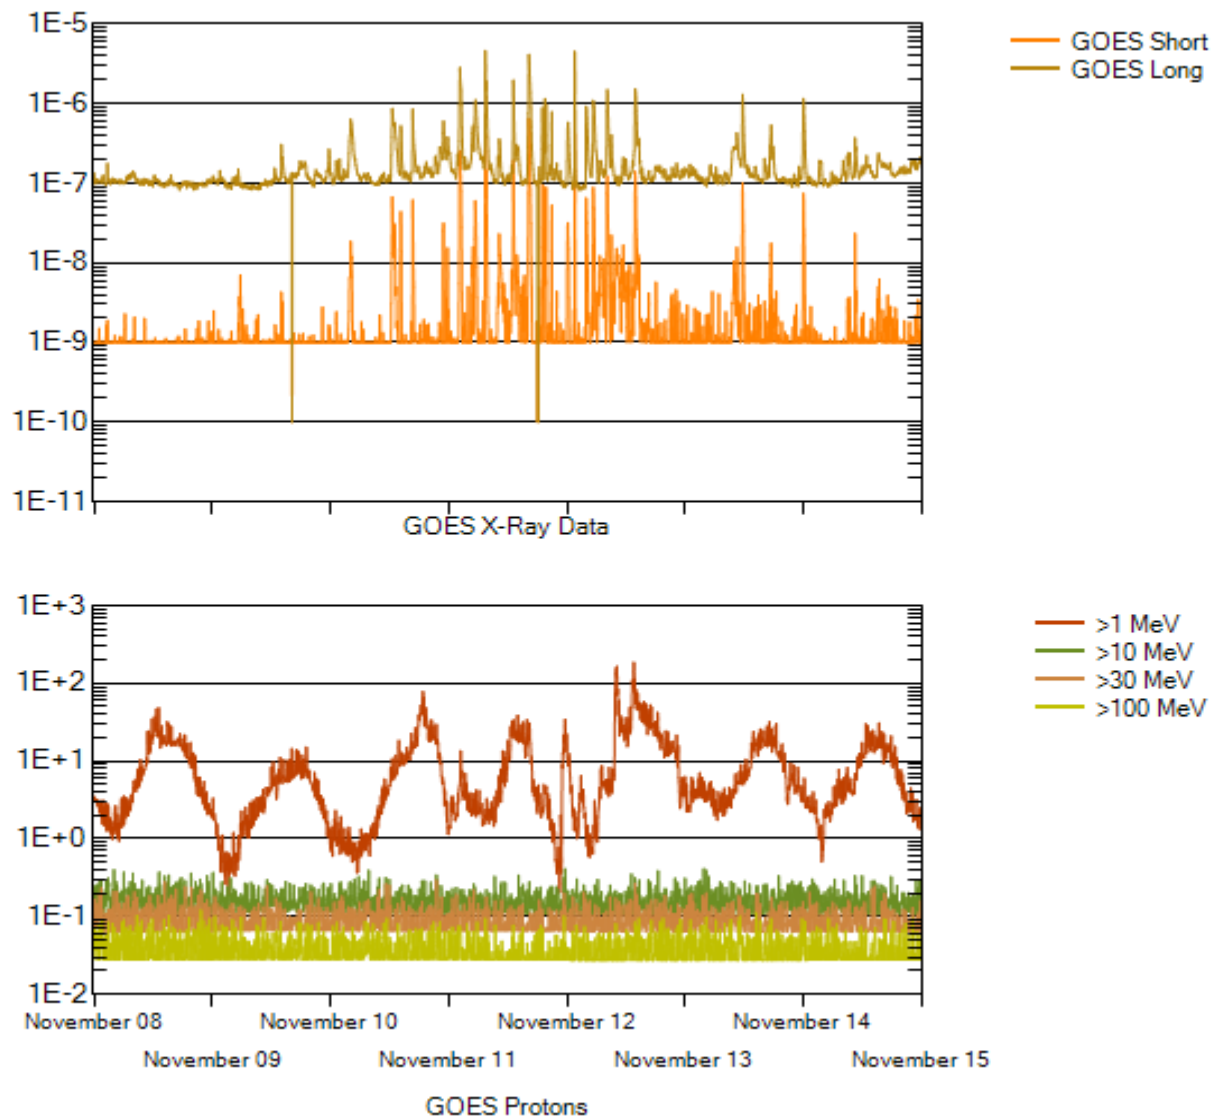 1E-5
1E-6
1E-7
1E-8
1E-9
1E-10
1E-11
GOES Short
GOES Long
GOES X-Ray Data
1E+3
1E+2
1E+1
1E+0
1E-1
1E-2
>1 MeV
>10 MeV
>30 MeV
>100 MeV
November 08
November 10
November 12
November 14
November 09
November 11
November 13
November 15
GOES Protons